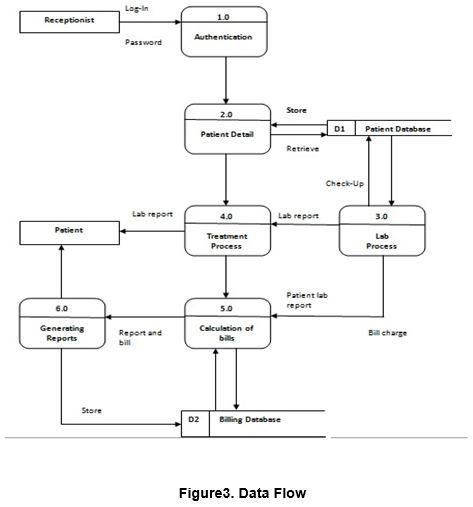 Log-In
Receptionist
Password
1.0
Authentication
2.0
Patient Detail
Store
Retrieve
D1 Patient Database
Check-Up
Lab report
Lab report
Patient
4.0
Treatment
Process
3.0
Lab
Process
Patient lab
report
Bill charge
6.0
Generating
Reports
Report and
bill
5.0
Calculation of
bills
Store
D2 Billing Database
Figure3. Data Flow